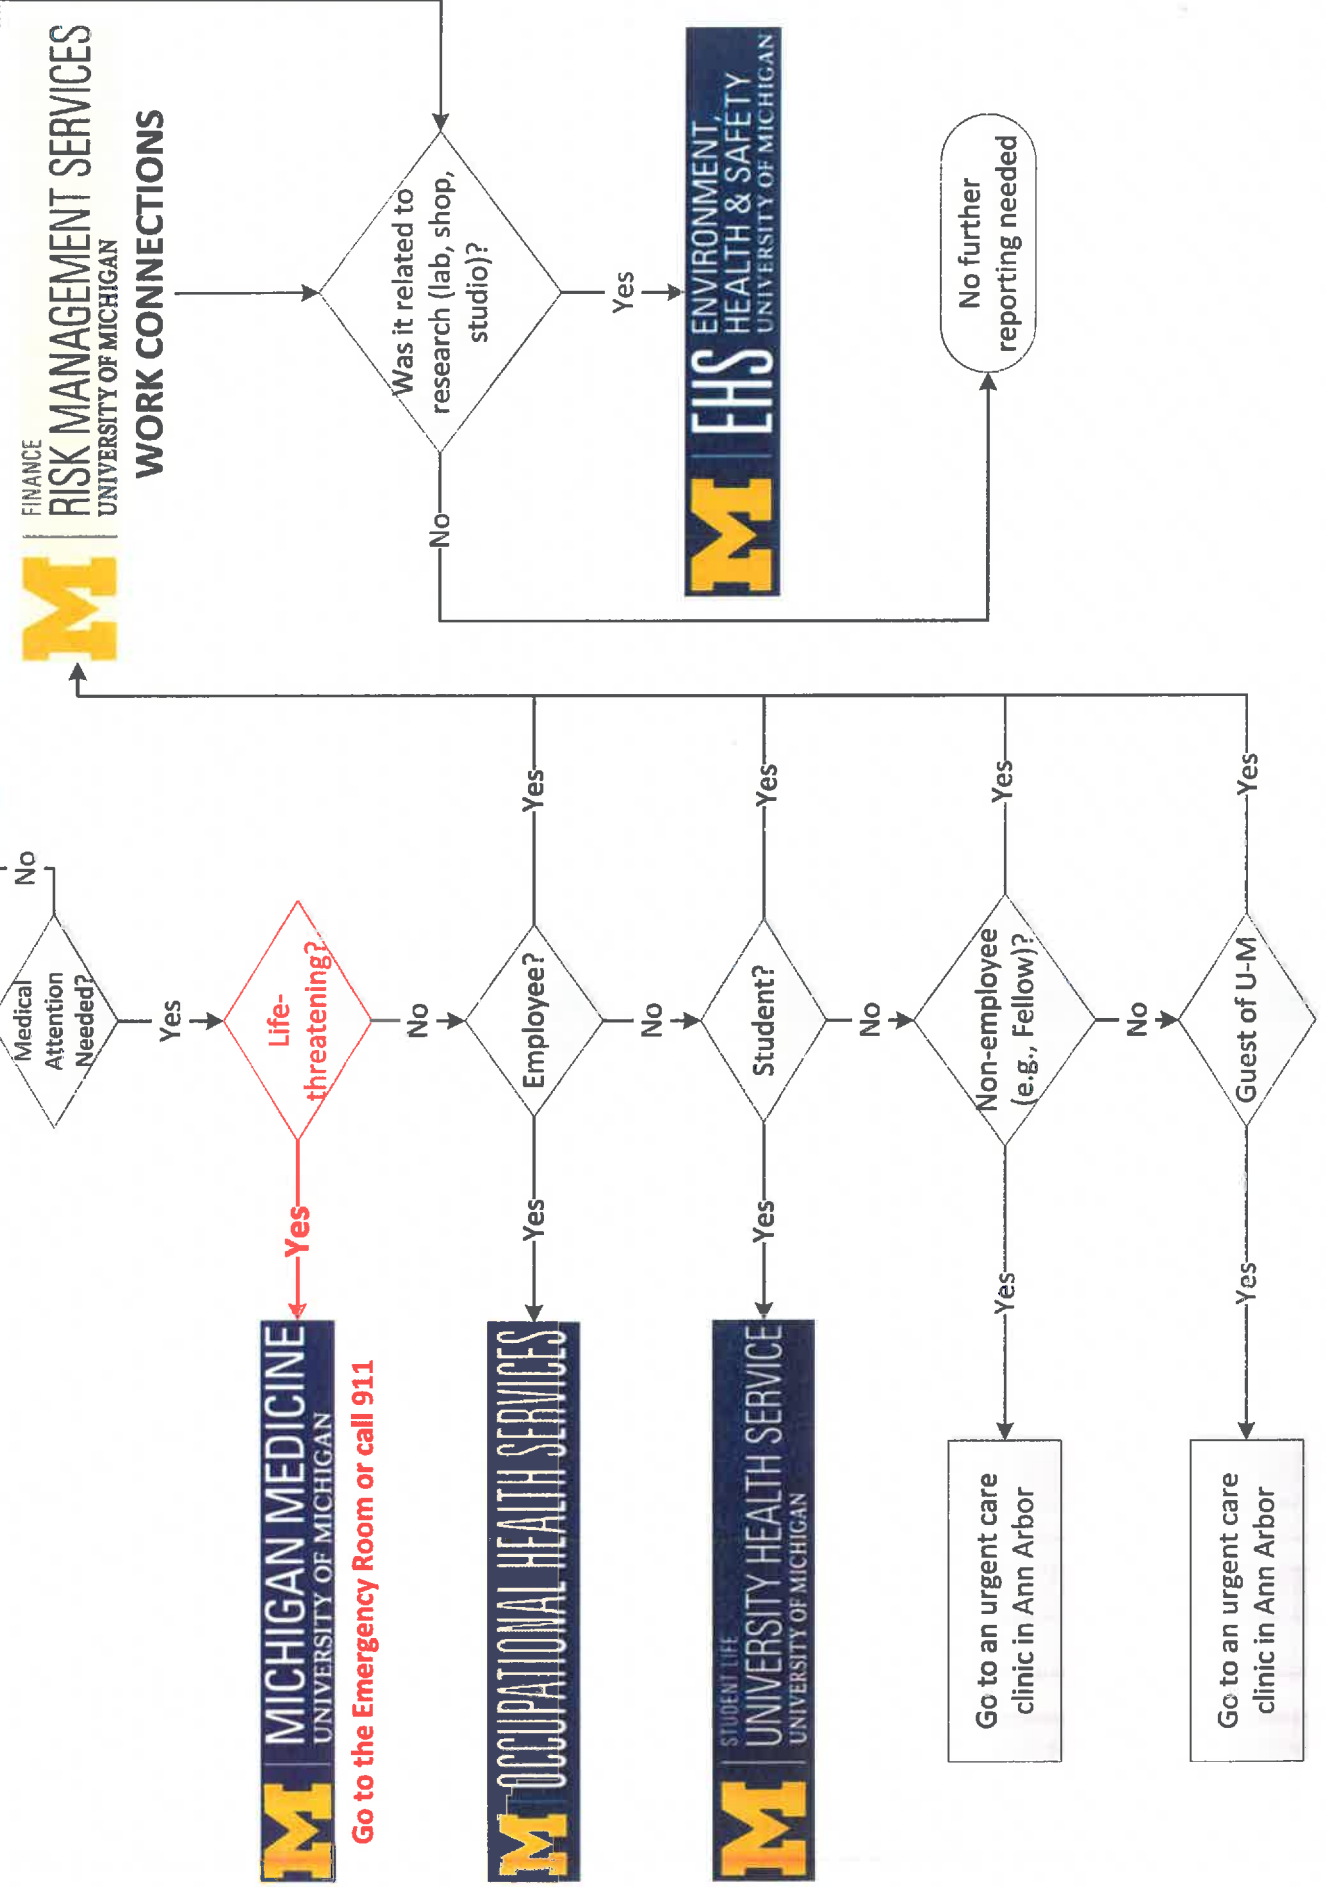 Medical
Attention
Needed?
No
Yes
Life-
threatening?
Yes
M MICHIGAN MEDICINE
UNIVERSITY OF MICHIGAN
Go to the Emergency Room or call 911
No
Employee?
Yes
Yes
M OCCUPATIONAL HEALTH SERVICES
No
Student?
Yes
Yes
M STUDENT LIFE
UNIVERSITY HEALTH SERVICE
UNIVERSITY OF MICHIGAN
No
Non-employee
(e.g., Fellow)?
Yes
Yes
Go to an urgent care
clinic in Ann Arbor
No
Guest of U-M
Yes
Yes
Go to an urgent care
clinic in Ann Arbor
M FINANCE
RISK MANAGEMENT SERVICES
UNIVERSITY OF MICHIGAN
WORK CONNECTIONS
Was it related to
research (lab, shop,
studio)?
No
Yes
M EHS ENVIRONMENT,
HEALTH & SAFETY
UNIVERSITY OF MICHIGAN
No further
reporting needed